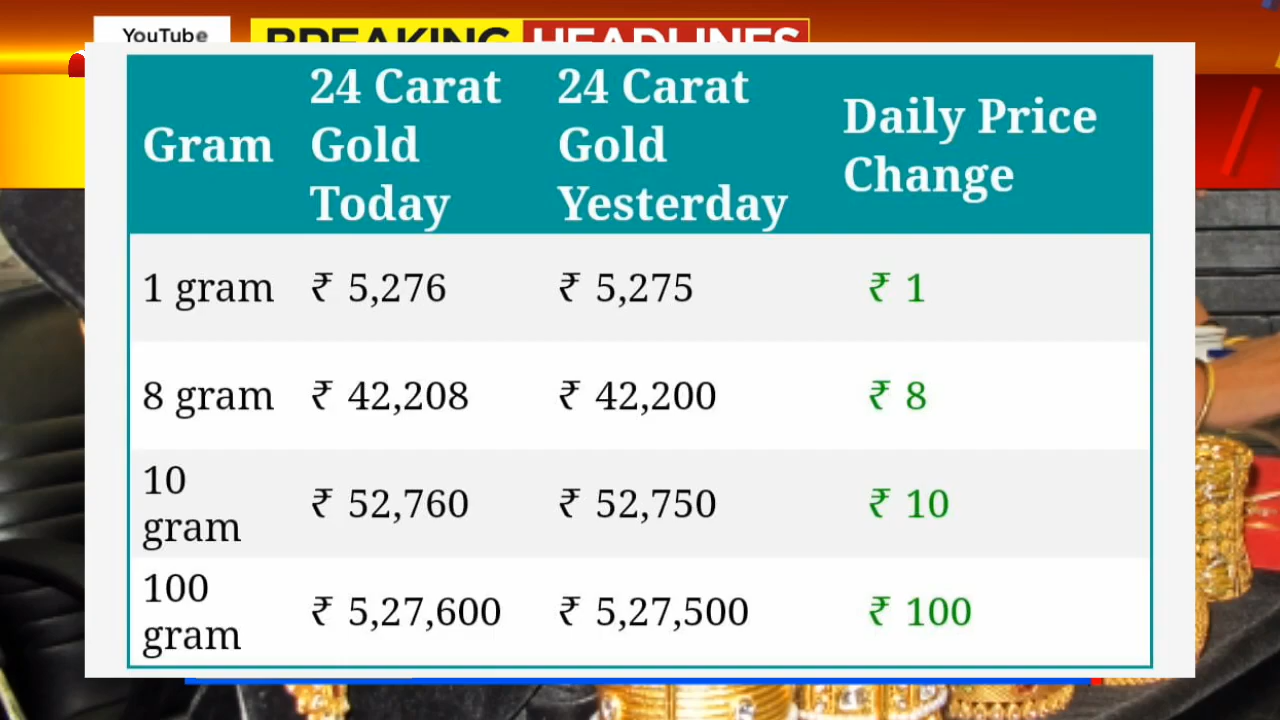 YouTube
BREAKING HEADLINES
Gram
24 Carat
Gold
Today
24 Carat
Gold
Yesterday
Daily Price
Change
1 gram ₹ 5,276 ₹ 5,275 ₹ 1
8 gram ₹ 42,208 ₹ 42,200 ₹ 8
10
gram ₹ 52,760 ₹ 52,750 ₹ 10
100
gram ₹ 5,27,600 ₹ 5,27,500 ₹ 100